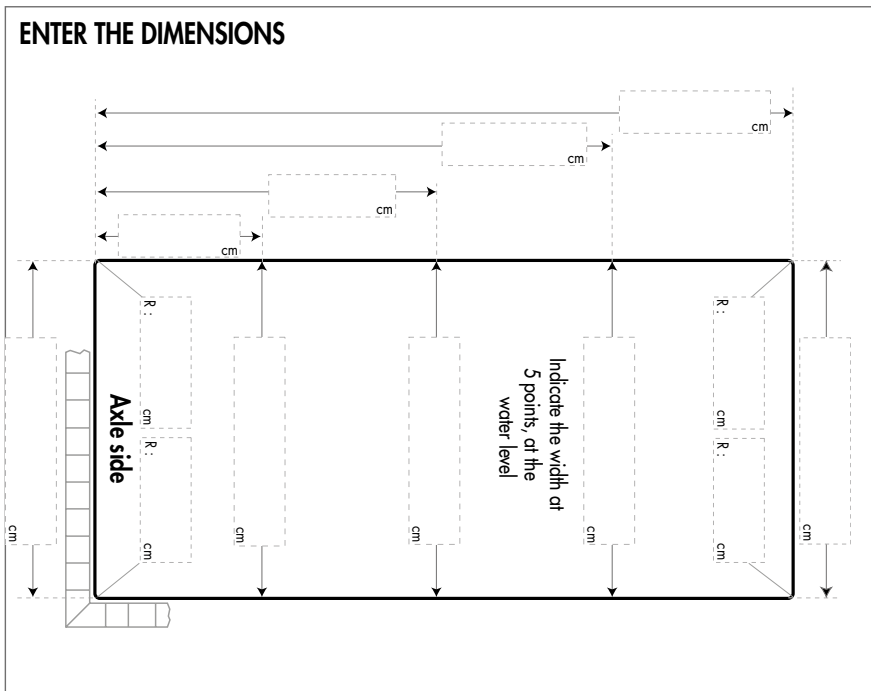 ENTER THE DIMENSIONS
cm
cm
cm
cm
R :
cm
R :
cm
R :
cm
R :
cm
cm
cm
cm
cm
cm
Axle side
Indicate the width at
5 points, at the
water level